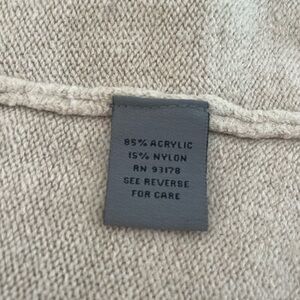 85% ACRYLIC
15% NYLON
RN 93178
SEE REVERSE
FOR CARE